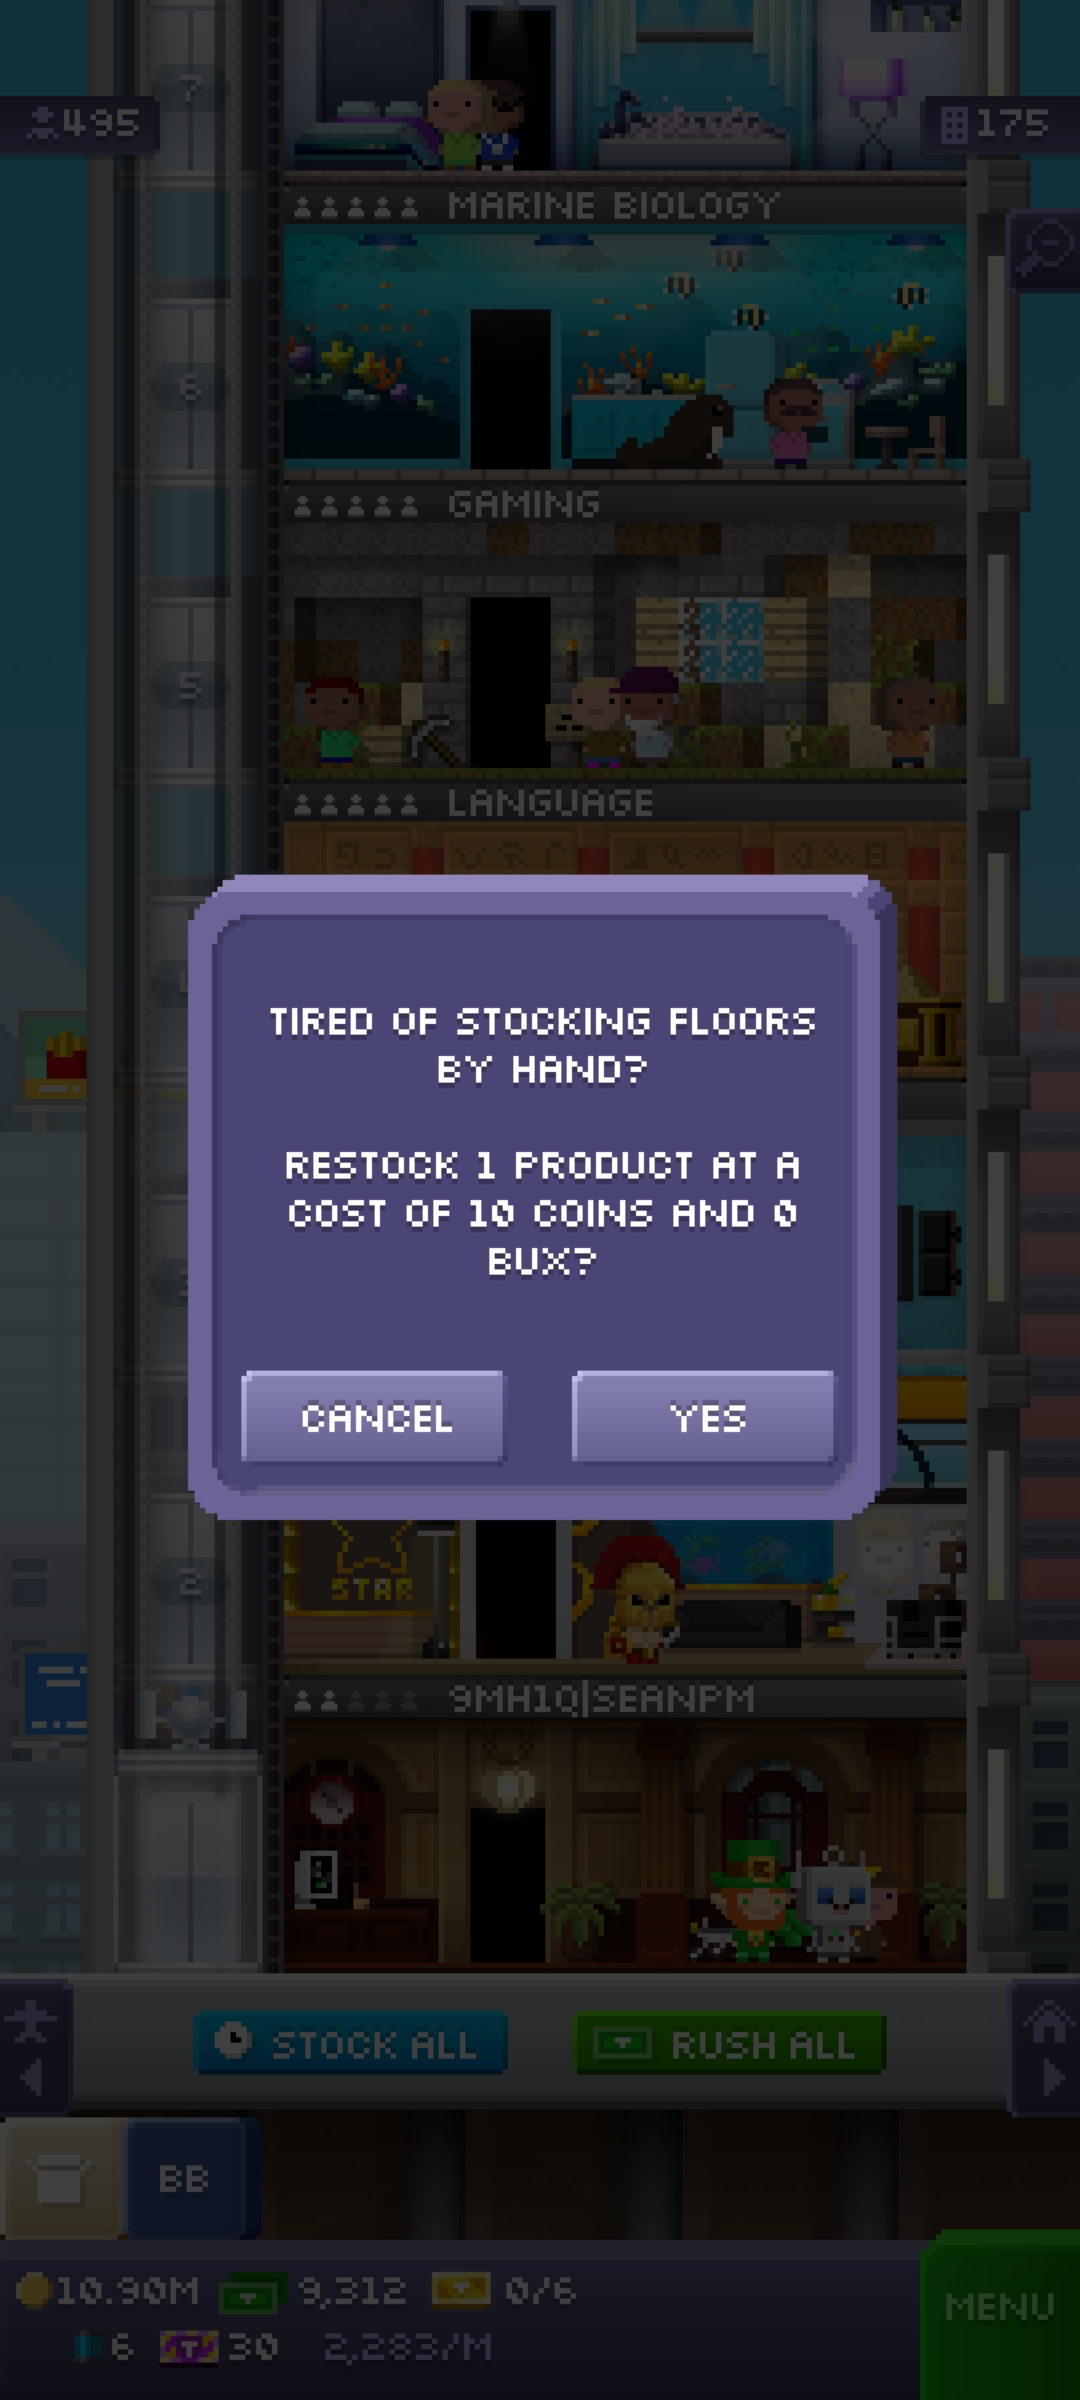 7
495
175
MARINE BIOLOGY
6
GAMING
5
LANGUAGE
TIRED OF STOCKING FLOORS
BY HAND?
RESTOCK 1 PRODUCT AT A
COST OF 10 COINS AND 0
BUX?
CANCEL
YES
STAR
2
9MH1Q|SEANPM
STOCK ALL
RUSH ALL
BB
10.90M
9,312
0/6
MENU
6
30
2,283/M